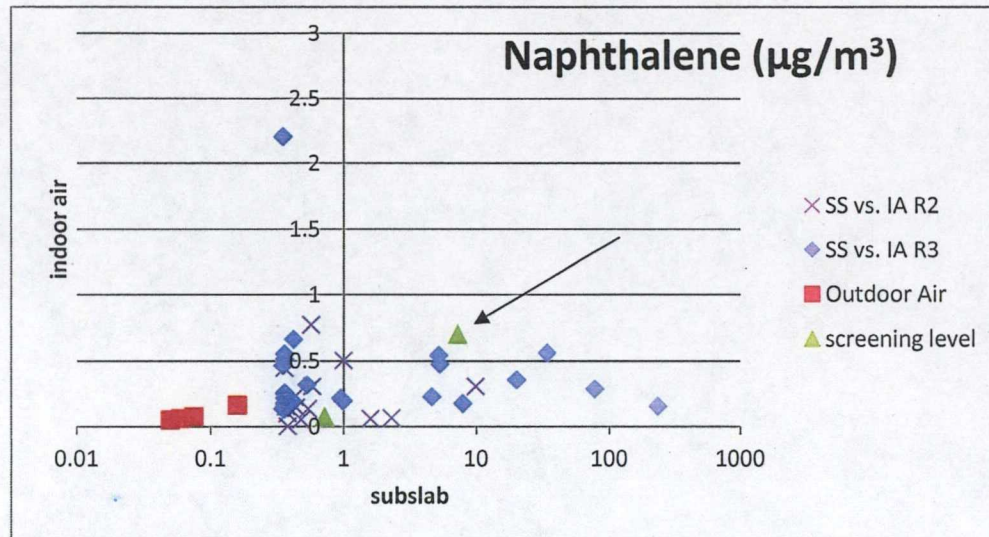 Naphthalene (µg/m³)
3
2.5
2
1.5
1
0.5
0
indoor air
0.01 0.1 1 10 100 1000
subslab
SS vs. IA R2
SS vs. IA R3
Outdoor Air
screening level